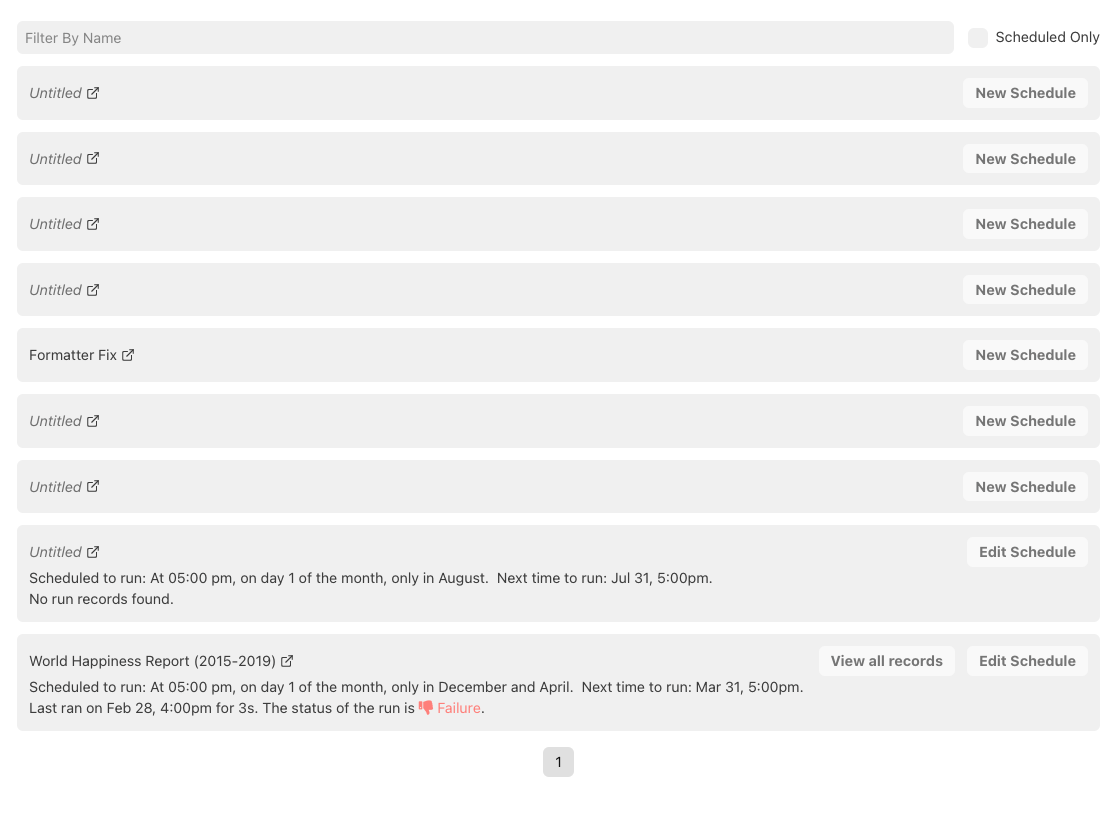 Filter By Name
Scheduled Only
Untitled
New Schedule
Untitled
New Schedule
Untitled
New Schedule
Untitled
New Schedule
Formatter Fix
New Schedule
Untitled
New Schedule
Untitled
New Schedule
Untitled
Edit Schedule
Scheduled to run: At 05:00 pm, on day 1 of the month, only in August.  Next time to run: Jul 31, 5:00pm.
No run records found.
World Happiness Report (2015-2019)
View all records
Edit Schedule
Scheduled to run: At 05:00 pm, on day 1 of the month, only in December and April.  Next time to run: Mar 31, 5:00pm.
Last ran on Feb 28, 4:00pm for 3s. The status of the run is Failure.
1